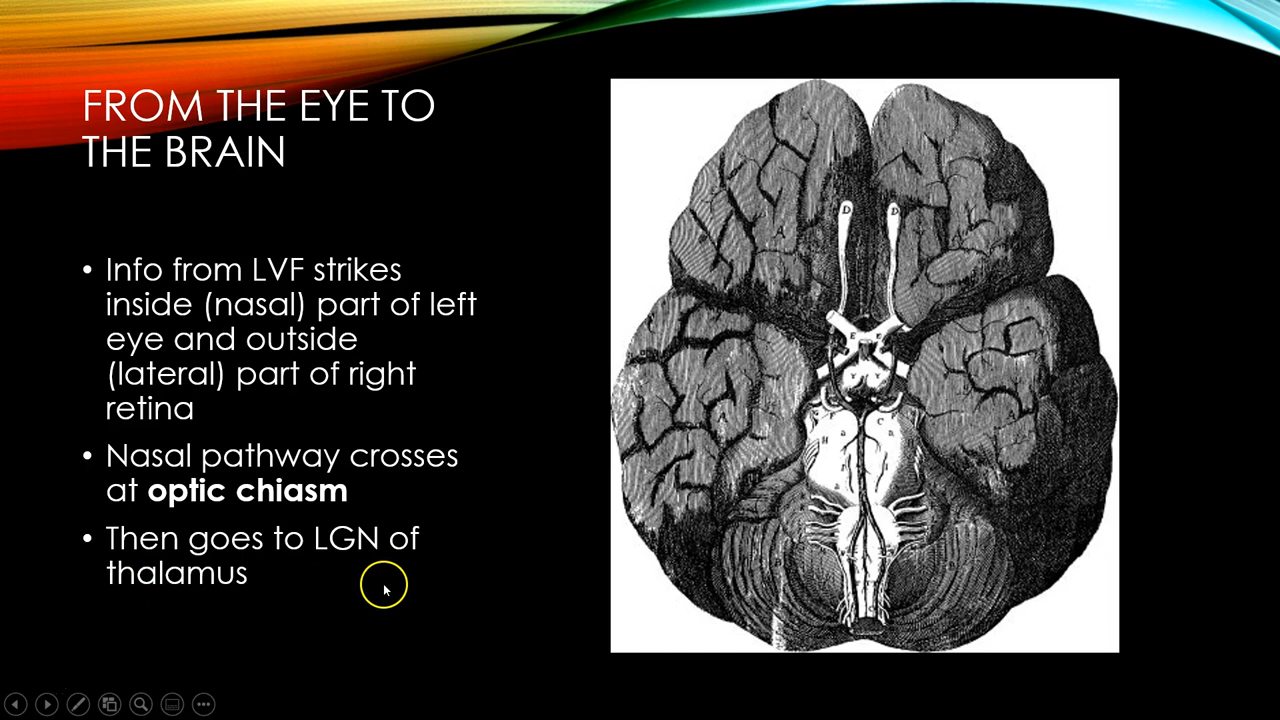 FROM THE EYE TO
THE BRAIN
• Info from LVF strikes
inside (nasal) part of left
eye and outside
(lateral) part of right
retina
• Nasal pathway crosses
at optic chiasm
• Then goes to LGN of
thalamus
D D
A
E
A
C
H